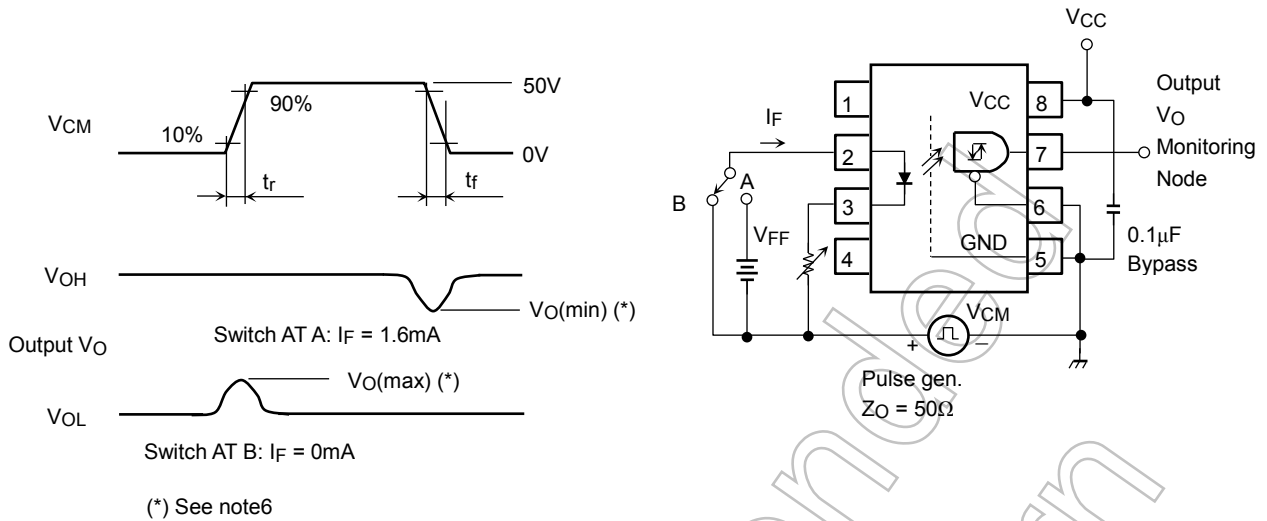 VCM
10%
90%
50V
0V
tr
tf
VOH
VO(min) (*)
Switch AT A: IF = 1.6mA
Output VO
VO(max) (*)
VOL
Switch AT B: IF = 0mA
(*) See note6
VCC
IF
1
2
3
4
VCC
GND
8
7
6
5
Output
VO
Monitoring
Node
B
A
VFF
0.1μF
Bypass
VCM
+
−
Pulse gen.
ZO = 50Ω